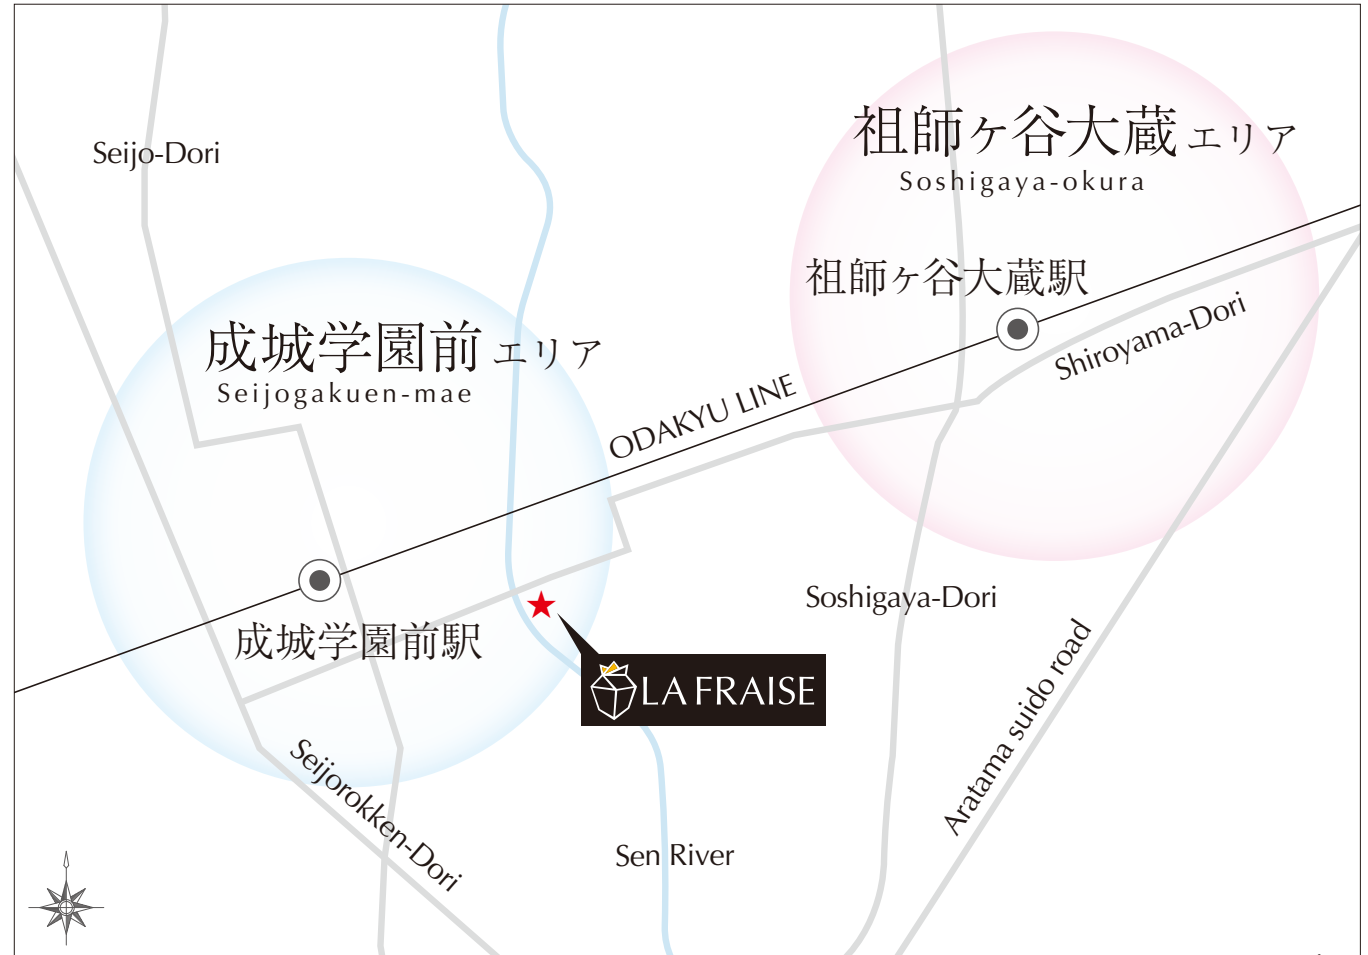 Seijo-Dori
祖師ヶ谷大蔵エリア
Soshigaya-okura
祖師ヶ谷大蔵駅
Shiroyama-Dori
成城学園前エリア
Seijogakuen-mae
ODAKYU LINE
成城学園前駅
Soshigaya-Dori
LA FRAISE
Aratama suido road
Seijorokken-Dori
Sen River